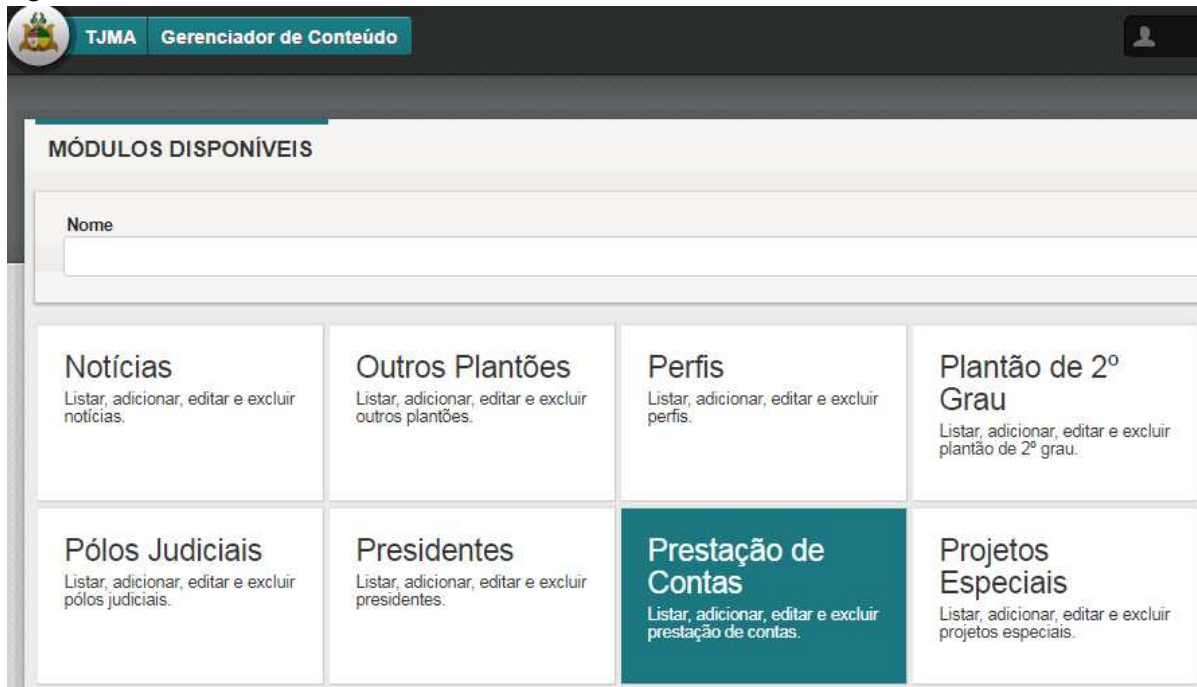 TJMA Gerenciador de Conteúdo
MÓDULOS DISPONÍVEIS
Nome
Notícias
Listar, adicionar, editar e excluir
notícias.
Outros Plantões
Listar, adicionar, editar e excluir
outros plantões.
Perfis
Listar, adicionar, editar e excluir
perfis.
Plantão de 2º
Grau
Listar, adicionar, editar e excluir
plantão de 2º grau.
Pólos Judiciais
Listar, adicionar, editar e excluir
pólos judiciais.
Presidentes
Listar, adicionar, editar e excluir
presidentes.
Prestação de
Contas
Listar, adicionar, editar e excluir
prestação de contas.
Projetos
Especiais
Listar, adicionar, editar e excluir
projetos especiais.